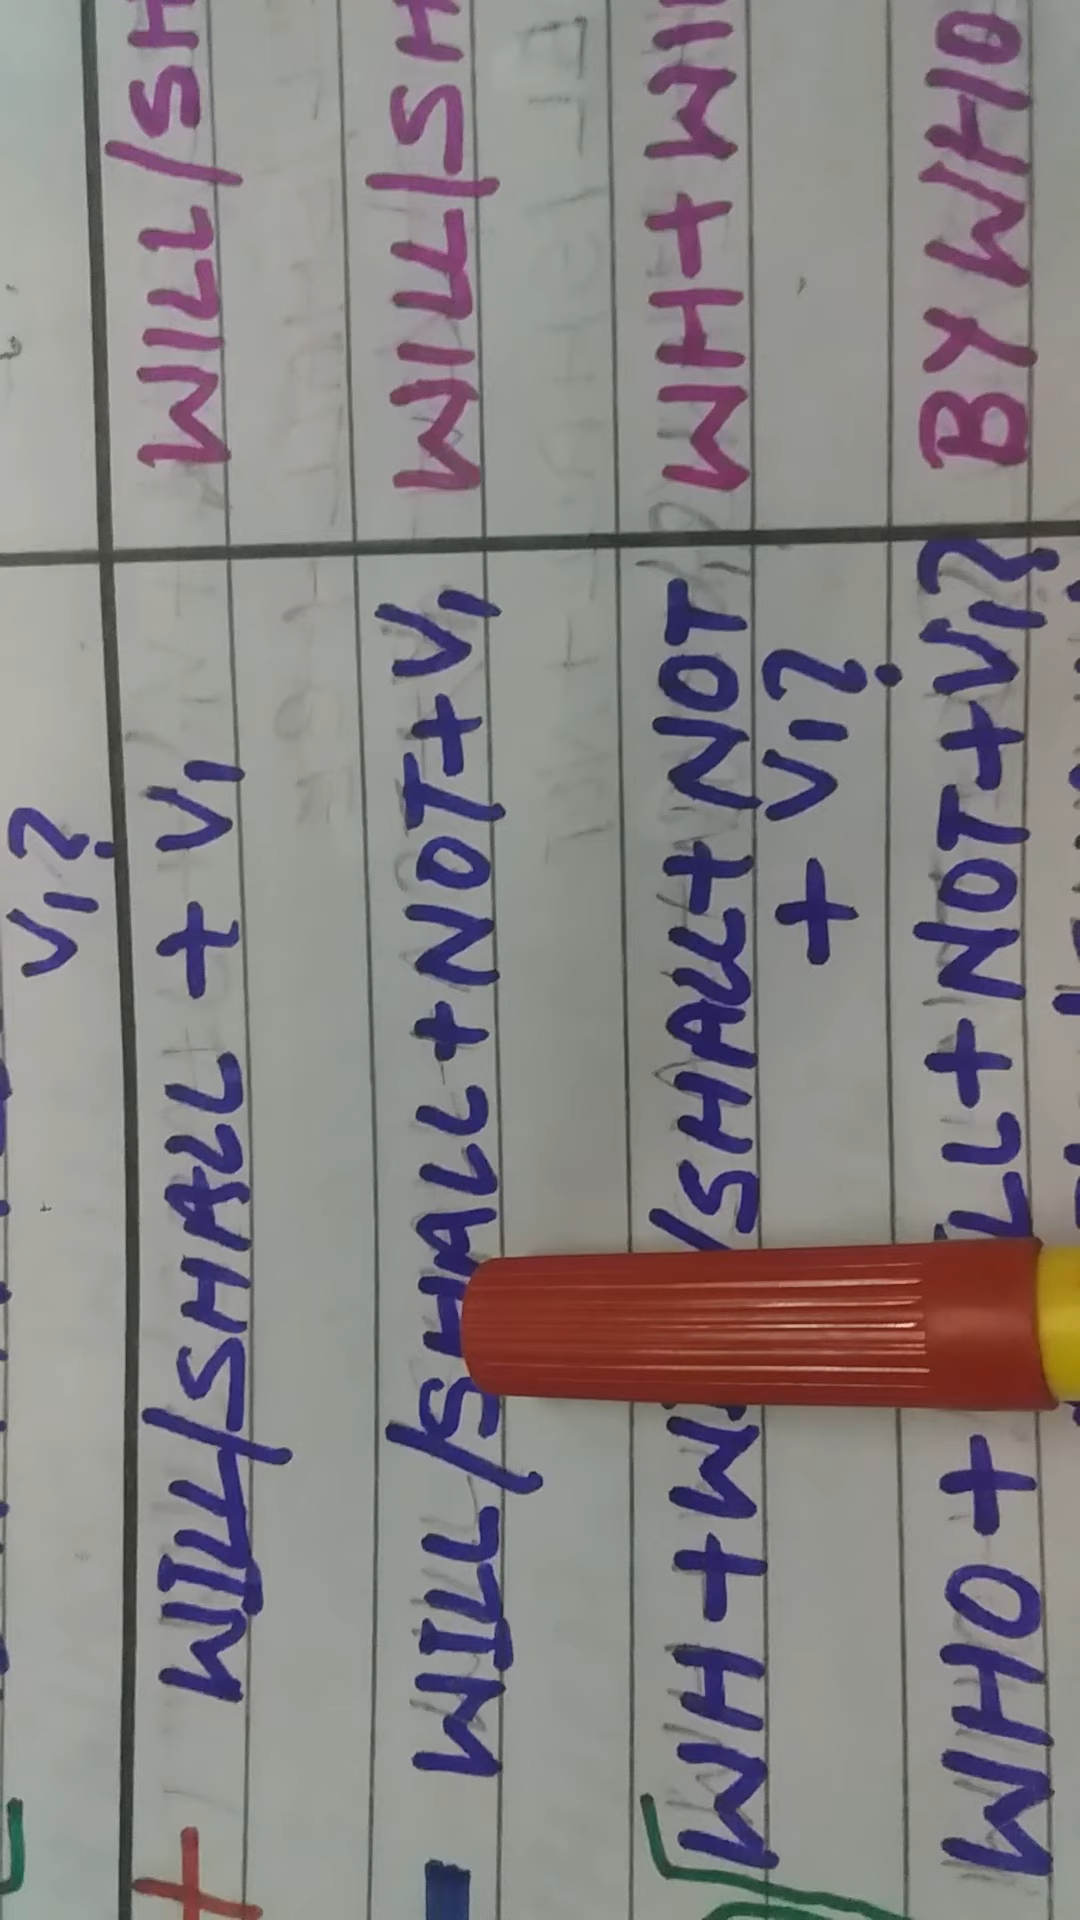 V1?
WILL/SHALL + V1 WILL/SH
- WILL/SHALL+NOT+V1 WILL/SH
WH+W /SHALL+NOT WH+WI
+ V1?
WHO+ LL+NOT+V1? BY WHO